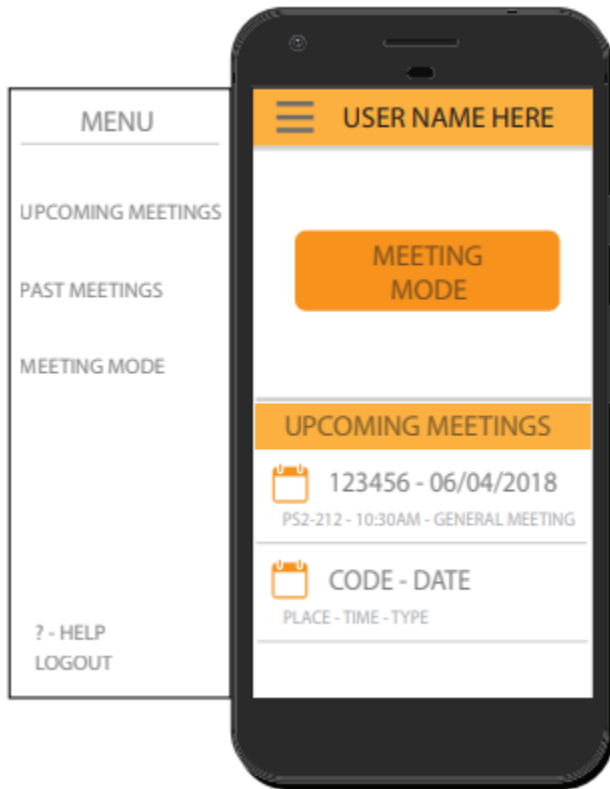 MENU
UPCOMING MEETINGS
PAST MEETINGS
MEETING MODE
? - HELP
LOGOUT
USER NAME HERE
MEETING
MODE
UPCOMING MEETINGS
123456 - 06/04/2018
PS2-212 - 10:30AM - GENERAL MEETING
CODE - DATE
PLACE - TIME - TYPE